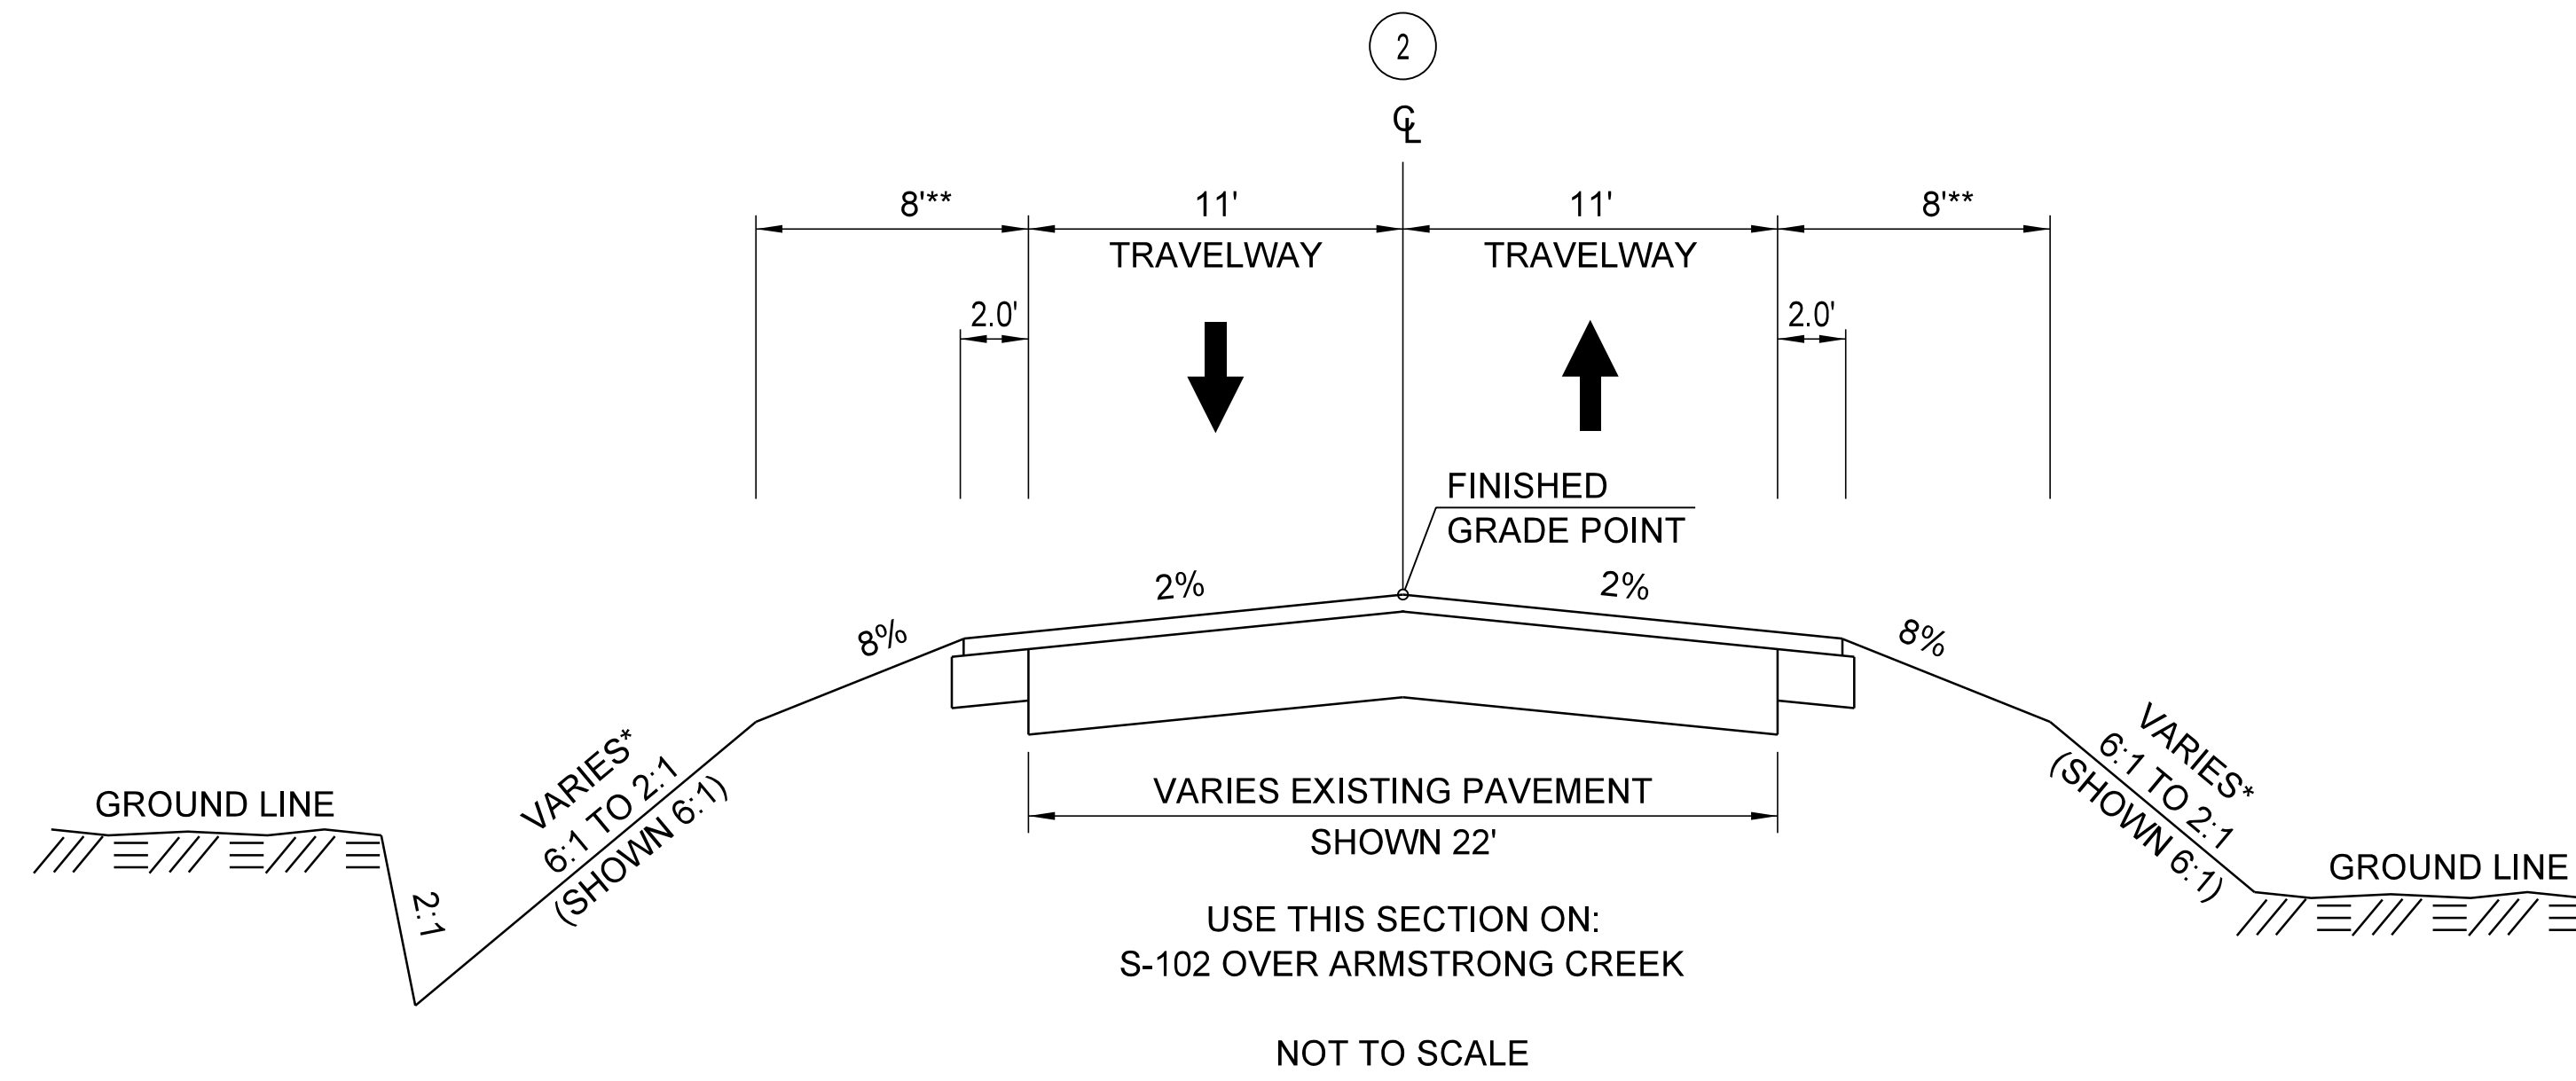 2
℄
8'**
11'
11'
8'**
TRAVELWAY
TRAVELWAY
2.0'
2.0'
FINISHED
GRADE POINT
2%
2%
8%
8%
VARIES*
6:1 TO 2:1
(SHOWN 6:1)
VARIES*
6:1 TO 2:1
(SHOWN 6:1)
GROUND LINE
2:1
VARIES EXISTING PAVEMENT
SHOWN 22'
GROUND LINE
USE THIS SECTION ON:
S-102 OVER ARMSTRONG CREEK
NOT TO SCALE